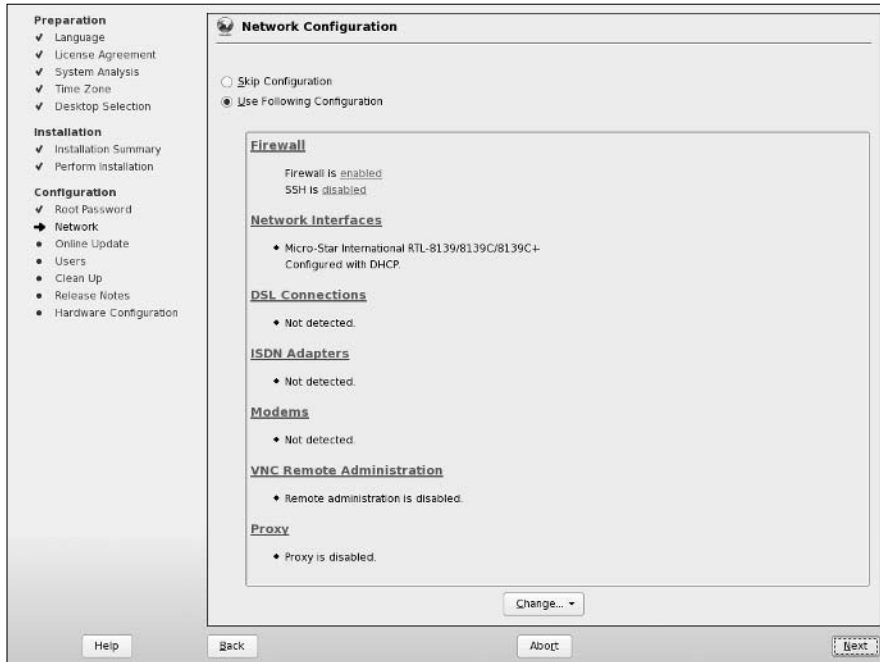 Preparation
Language
License Agreement
System Analysis
Time Zone
Desktop Selection
Installation
Installation Summary
Perform Installation
Configuration
Root Password
Network
Online Update
Users
Clean Up
Release Notes
Hardware Configuration
Network Configuration
Skip Configuration
Use Following Configuration
Firewall
Firewall is enabled
SSH is disabled
Network Interfaces
Micro-Star International RTL-8139/8139C/8139C+
Configured with DHCP.
DSL Connections
Not detected.
ISDN Adapters
Not detected.
Modems
Not detected.
VNC Remote Administration
Remote administration is disabled.
Proxy
Proxy is disabled.
Change...
Help
Back
Abort
Next